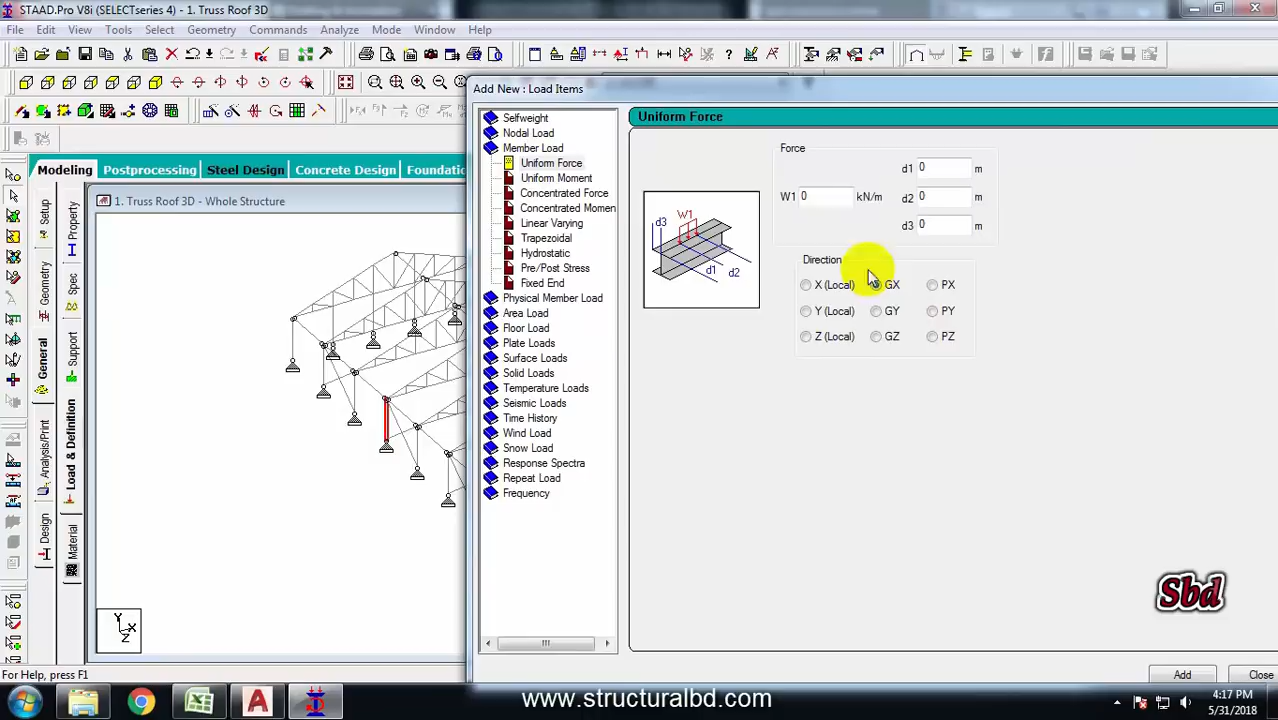 STAAD.Pro V8i (SELECTseries 4) - 1. Truss Roof 3D
File Edit View Tools Select Geometry Commands Analyze Mode Window Help
Add New : Load Items
Modeling Postprocessing Steel Design Concrete Design Foundatio
1. Truss Roof 3D - Whole Structure
Setup
Geometry
General
Analysis/Print
Design
Property
Spec
Support
Load & Definition
Material
Selfweight
Nodal Load
Member Load
Uniform Force
Uniform Moment
Concentrated Force
Concentrated Momen
Linear Varying
Trapezoidal
Hydrostatic
Pre/Post Stress
Fixed End
Physical Member Load
Area Load
Floor Load
Plate Loads
Surface Loads
Solid Loads
Temperature Loads
Seismic Loads
Time History
Wind Load
Snow Load
Response Spectra
Repeat Load
Frequency
Uniform Force
Force
d1 0 m
W1 0 kN/m d2 0 m
d3 0 m
W1
d3
d1
d2
Direction
X (Local) GX PX
Y (Local) GY PY
Z (Local) GZ PZ
Y
X
Z
Sbd
Add Close
For Help, press F1
www.structuralbd.com
4:17 PM
5/31/2018